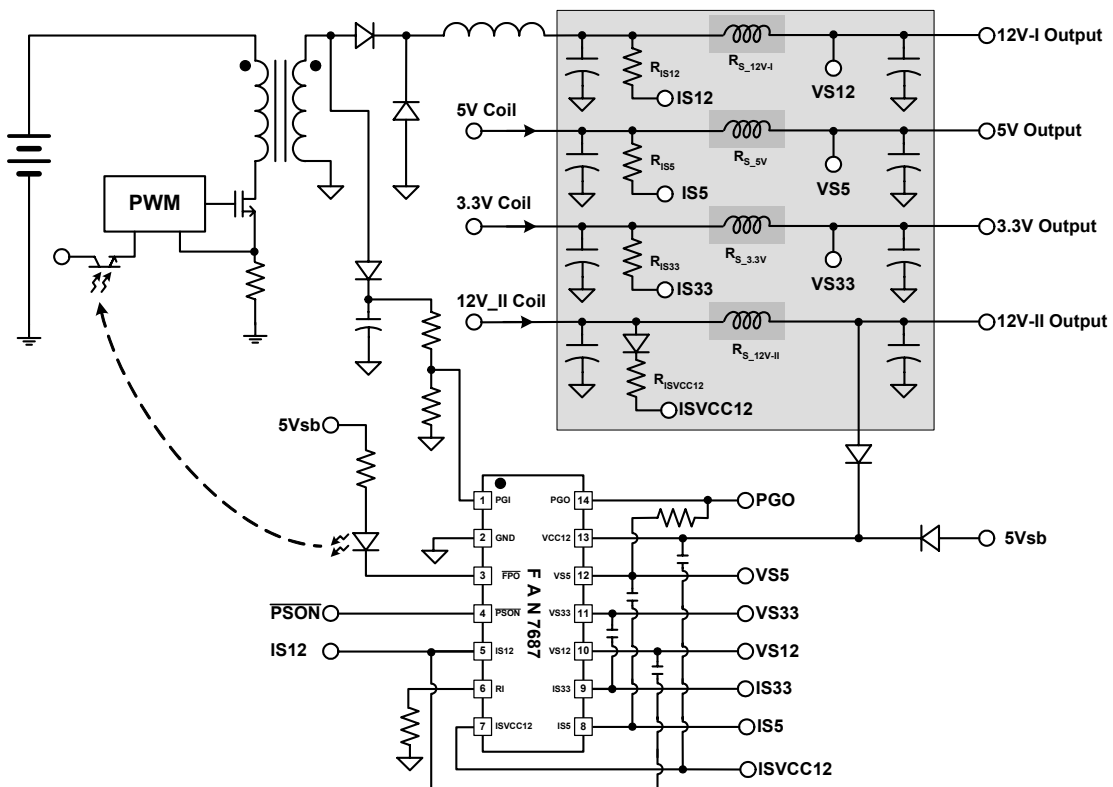 12V-I Output
R_IS12
R_S_12V-I
IS12
VS12
5V Coil
5V Output
R_IS5
R_S_5V
IS5
VS5
PWM
3.3V Coil
3.3V Output
R_IS33
R_S_3.3V
IS33
VS33
12V_II Coil
12V-II Output
R_ISVCC12
R_S_12V-II
ISVCC12
5Vsb
1 PGI
PGO 14
PGO
2 GND
VCC12 13
5Vsb
3 FPO
VS5 12
VS5
PSON
4 PSON
VS33 11
VS33
FAN7687
IS12
5 IS12
VS12 10
VS12
6 RI
IS33 9
IS33
7 ISVCC12
IS5 8
IS5
ISVCC12